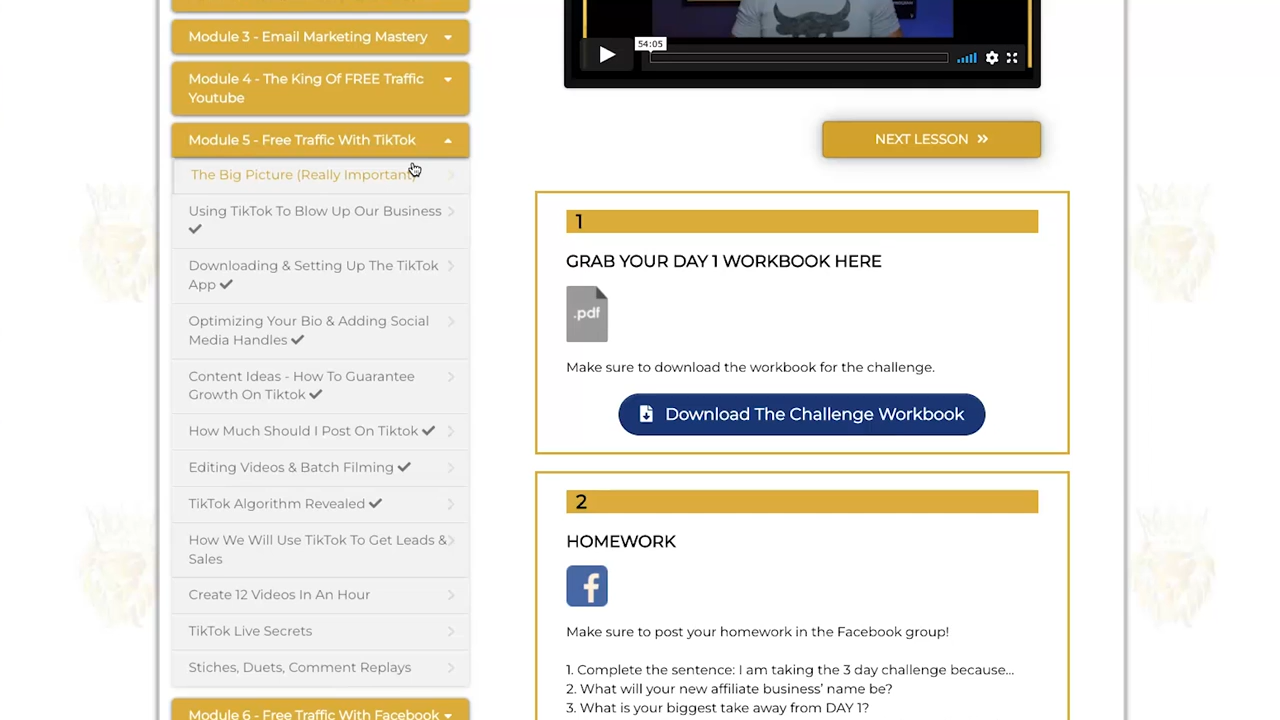 Module 3 - Email Marketing Mastery
Module 4 - The King Of FREE Traffic
Youtube
Module 5 - Free Traffic With TikTok
The Big Picture (Really Important)
Using TikTok To Blow Up Our Business
Downloading & Setting Up The TikTok
App
Optimizing Your Bio & Adding Social
Media Handles
Content Ideas - How To Guarantee
Growth On Tiktok
How Much Should I Post On Tiktok
Editing Videos & Batch Filming
TikTok Algorithm Revealed
How We Will Use TikTok To Get Leads &
Sales
Create 12 Videos In An Hour
TikTok Live Secrets
Stiches, Duets, Comment Replays
Module 6 - Free Traffic With Facebook
54:05
NEXT LESSON
1
GRAB YOUR DAY 1 WORKBOOK HERE
.pdf
Make sure to download the workbook for the challenge.
Download The Challenge Workbook
2
HOMEWORK
f
Make sure to post your homework in the Facebook group!
1. Complete the sentence: I am taking the 3 day challenge because...
2. What will your new affiliate business' name be?
3. What is your biggest take away from DAY 1?